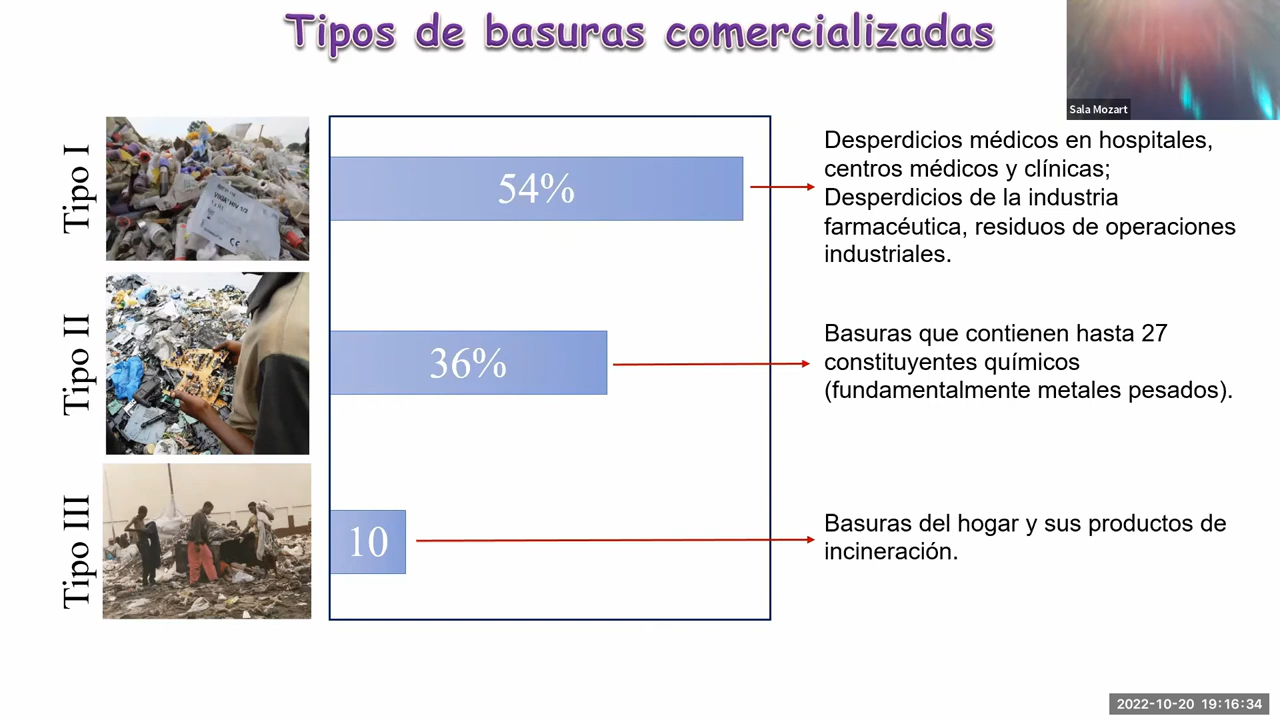 Tipos de basuras comercializadas
Sala Mozart
Tipo I
54%
Desperdicios médicos en hospitales,
centros médicos y clínicas;
Desperdicios de la industria
farmacéutica, residuos de operaciones
industriales.
Tipo II
36%
Basuras que contienen hasta 27
constituyentes químicos
(fundamentalmente metales pesados).
Tipo III
10
Basuras del hogar y sus productos de
incineración.
2022-10-20 19:16:34